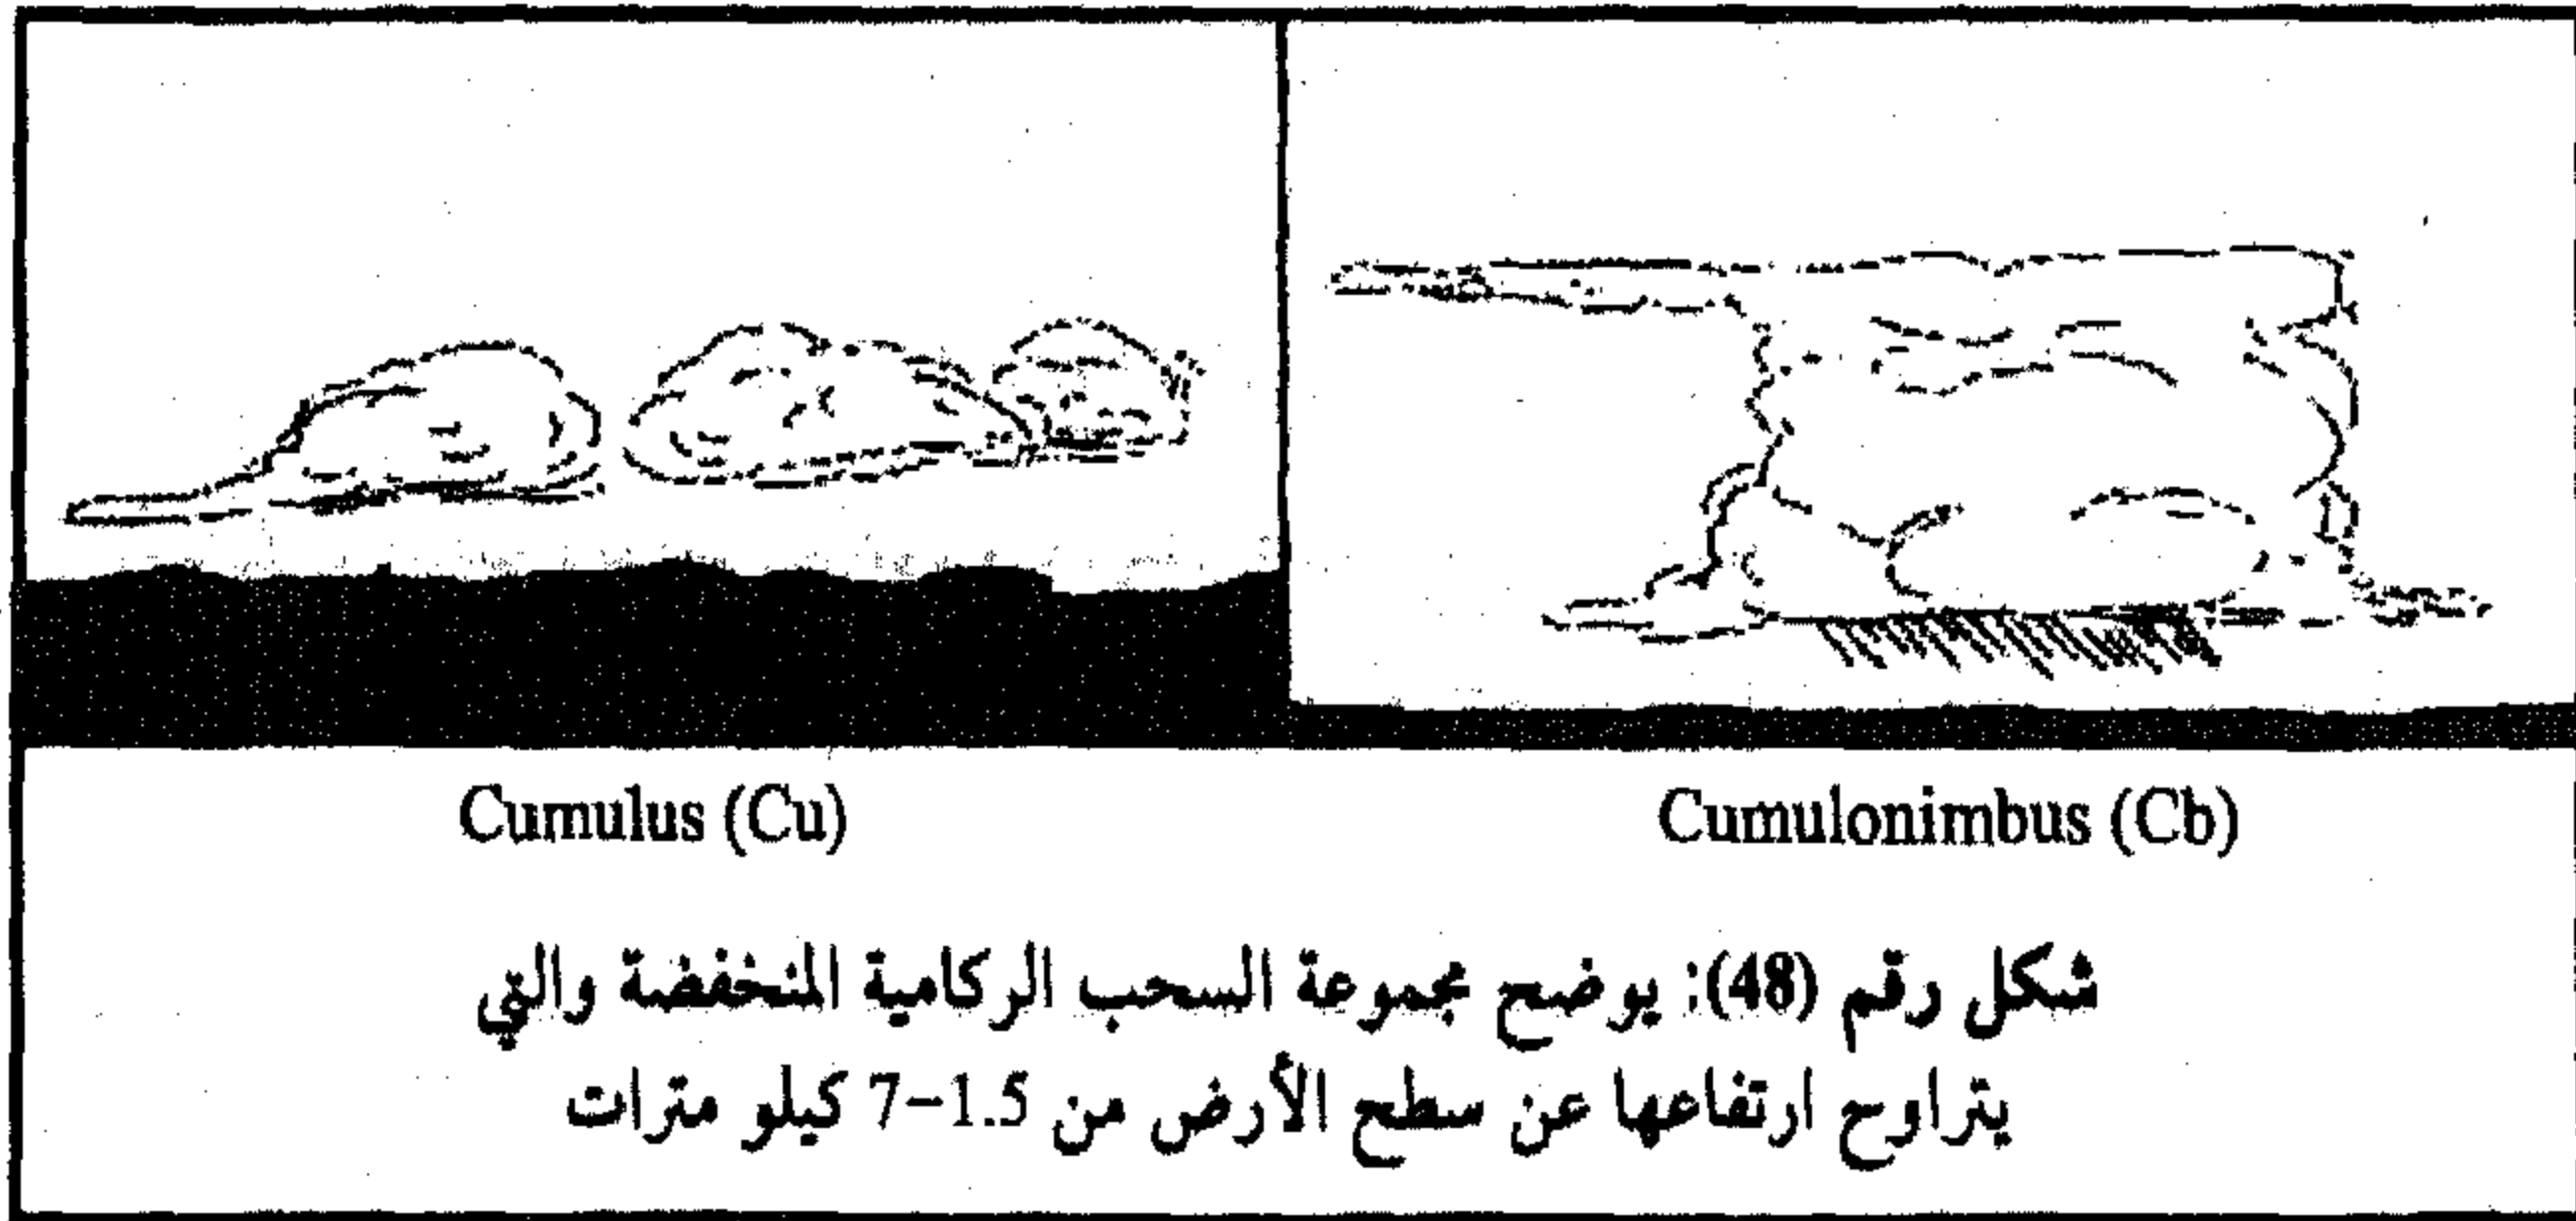 Cumulus (Cu)
Cumulonimbus (Cb)
شكل رقم (48): يوضح مجموعة السحب الركامية المنخفضة والتي
يتراوح ارتفاعها عن سطح الأرض من 1.5-7 كيلو مترات